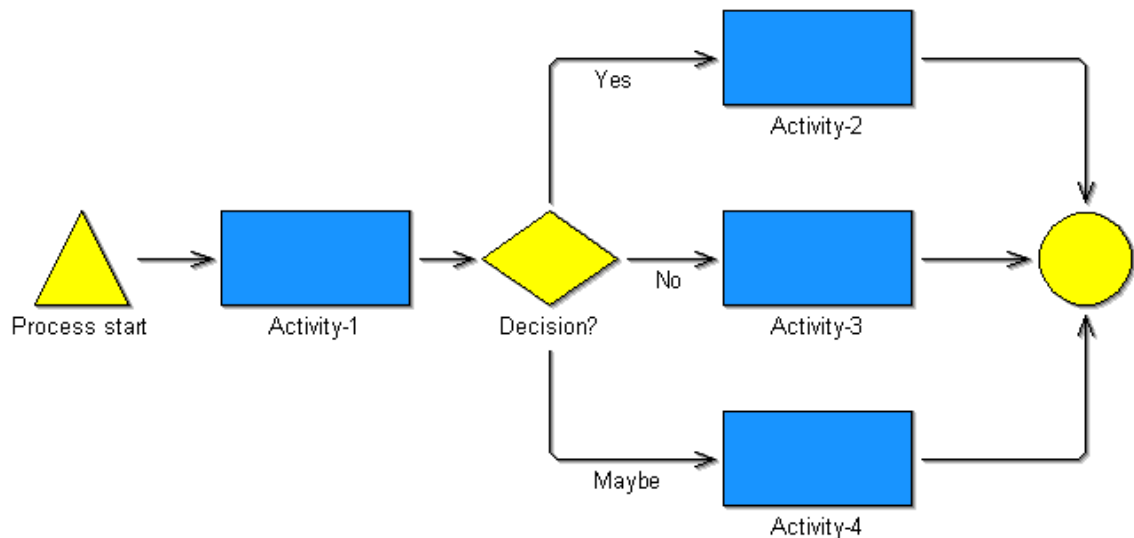 Yes
Activity-2
Process start
Activity-1
Decision?
No
Activity-3
Maybe
Activity-4